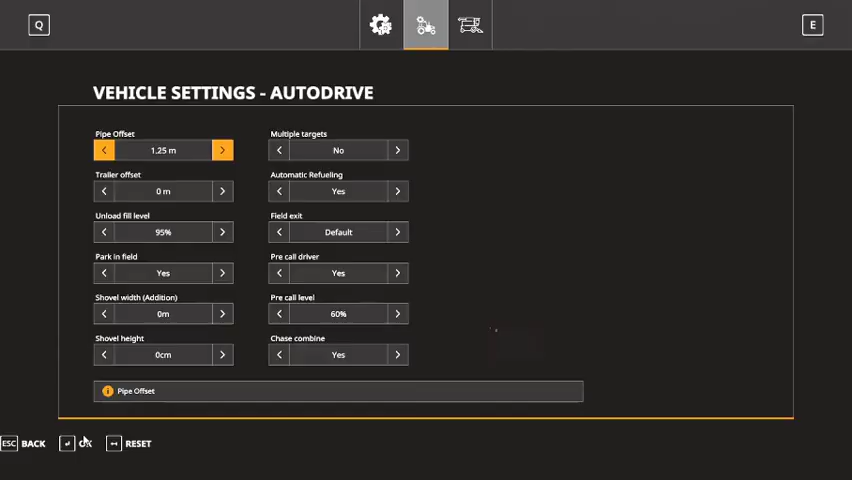 Q
E
VEHICLE SETTINGS - AUTODRIVE
Pipe Offset
1.25 m
Trailer offset
0 m
Unload fill level
95%
Park in field
Yes
Shovel width (Addition)
0m
Shovel height
0cm
Multiple targets
No
Automatic Refueling
Yes
Field exit
Default
Pre call driver
Yes
Pre call level
60%
Chase combine
Yes
Pipe Offset
ESC BACK
OK
RESET